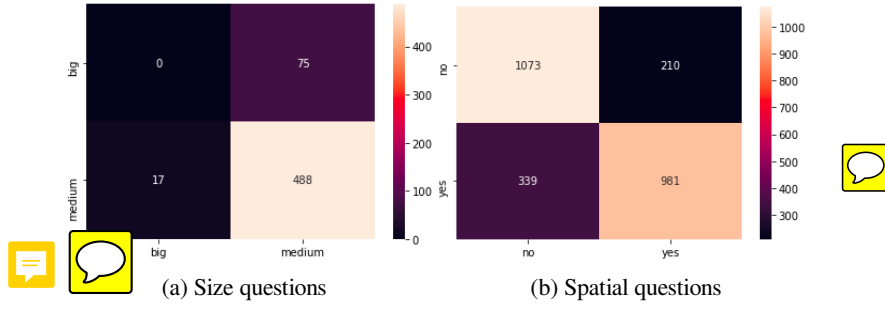 big
0
75
400
300
medium
17
488
200
100
0
big
medium
(a) Size questions
no
1073
210
1000
900
800
700
yes
339
981
600
500
400
300
no
yes
(b) Spatial questions